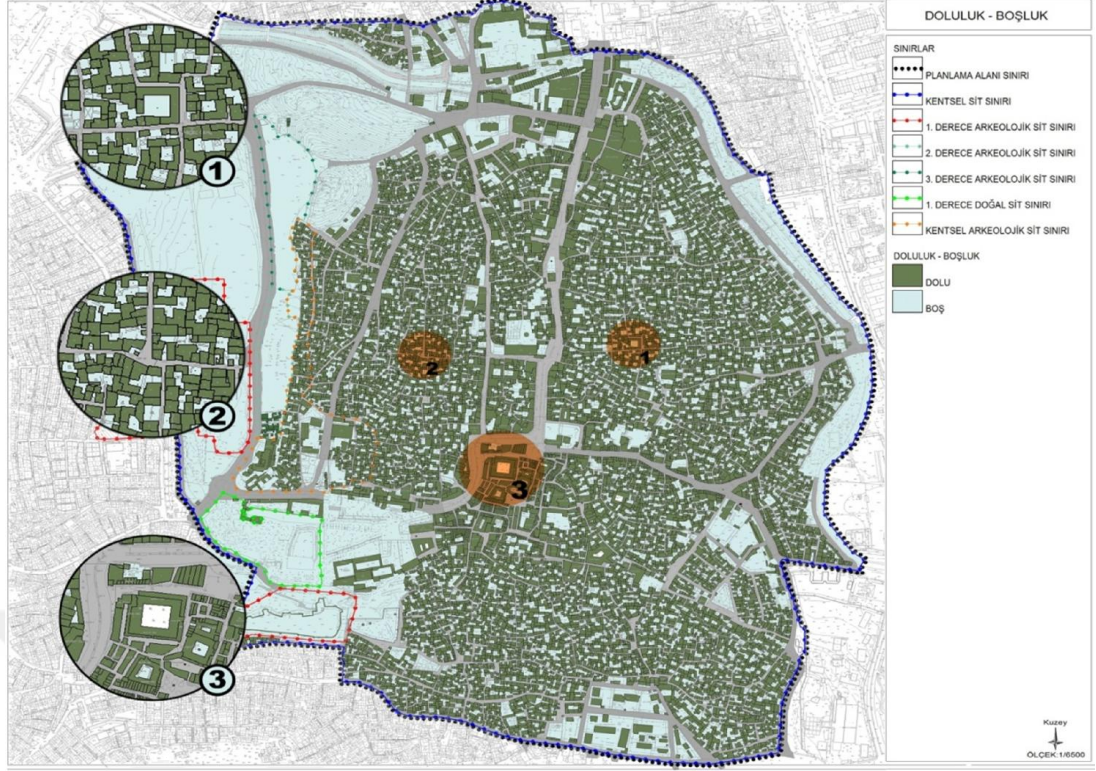 DOLULUK - BOŞLUK
SINIRLAR
PLANLAMA ALANI SINIRI
KENTSEL SİT SINIRI
1. DERECE ARKEOLOJİK SİT SINIRI
2. DERECE ARKEOLOJİK SİT SINIRI
3. DERECE ARKEOLOJİK SİT SINIRI
1. DERECE DOĞAL SİT SINIRI
KENTSEL ARKEOLOJİK SİT SINIRI
DOLULUK - BOŞLUK
DOLU
BOŞ
1
2
3
2
1
3
Kuzey
ÖLÇEK:1/6500